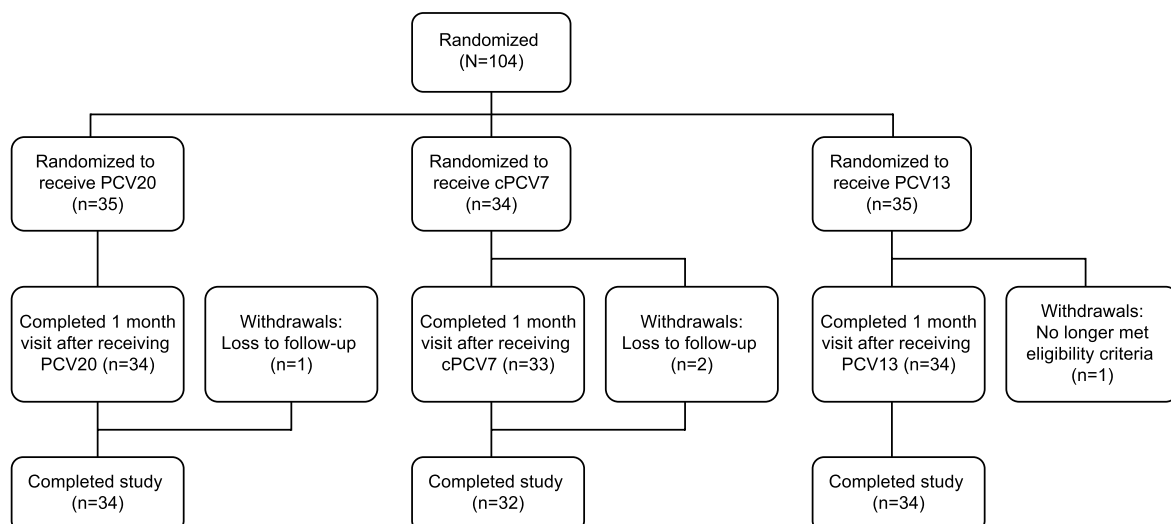 Randomized
(N=104)
Randomized to
receive PCV20
(n=35)
Randomized to
receive cPCV7
(n=34)
Randomized to
receive PCV13
(n=35)
Completed 1 month
visit after receiving
PCV20 (n=34)
Withdrawals:
Loss to follow-up
(n=1)
Completed 1 month
visit after receiving
cPCV7 (n=33)
Withdrawals:
Loss to follow-up
(n=2)
Completed 1 month
visit after receiving
PCV13 (n=34)
Withdrawals:
No longer met
eligibility criteria
(n=1)
Completed study
(n=34)
Completed study
(n=32)
Completed study
(n=34)